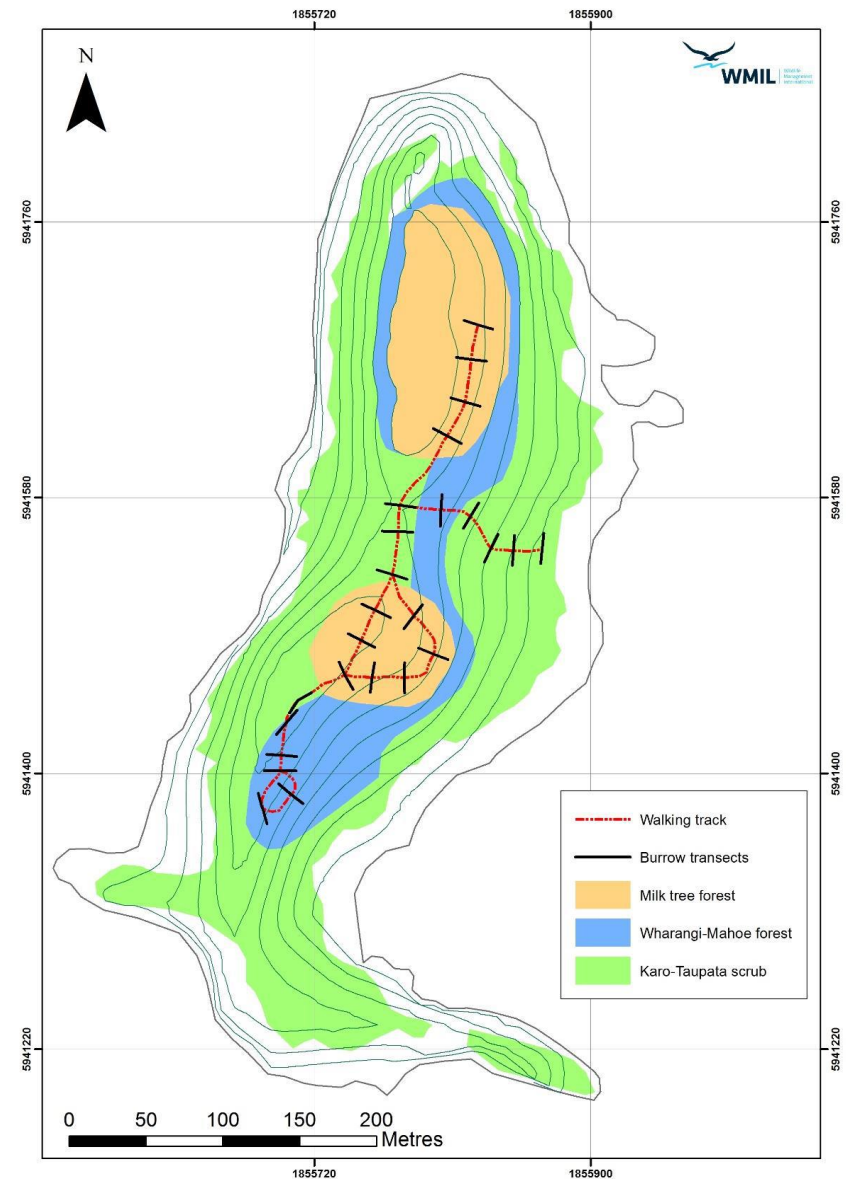 1855720
1855900
N
WMIL
5941760
5941760
5941580
5941580
5941400
5941400
Walking track
Burrow transects
Milk tree forest
Wharangi-Mahoe forest
Karo-Taupata scrub
5941220
5941220
0 50 100 150 200
Metres
1855720
1855900